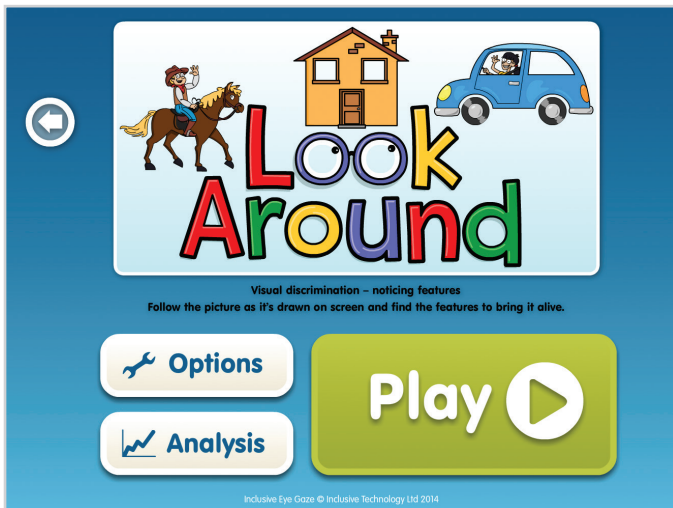 Look
Around
Visual discrimination – noticing features
Follow the picture as it's drawn on screen and find the features to bring it alive.
Options
Play
Analysis
Inclusive Eye Gaze © Inclusive Technology Ltd 2014